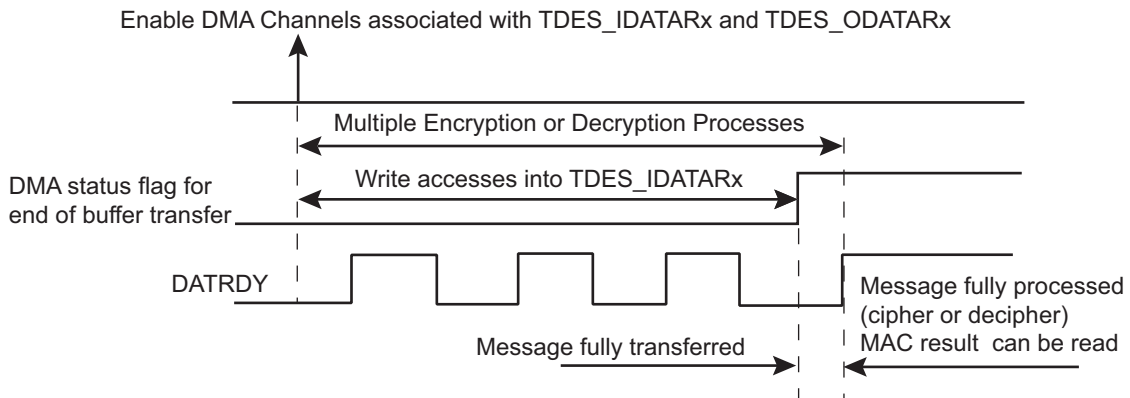 Enable DMA Channels associated with TDES_IDATARx and TDES_ODATARx
Multiple Encryption or Decryption Processes
Write accesses into TDES_IDATARx
DMA status flag for
end of buffer transfer
DATRDY
Message fully processed
(cipher or decipher)
MAC result can be read
Message fully transferred